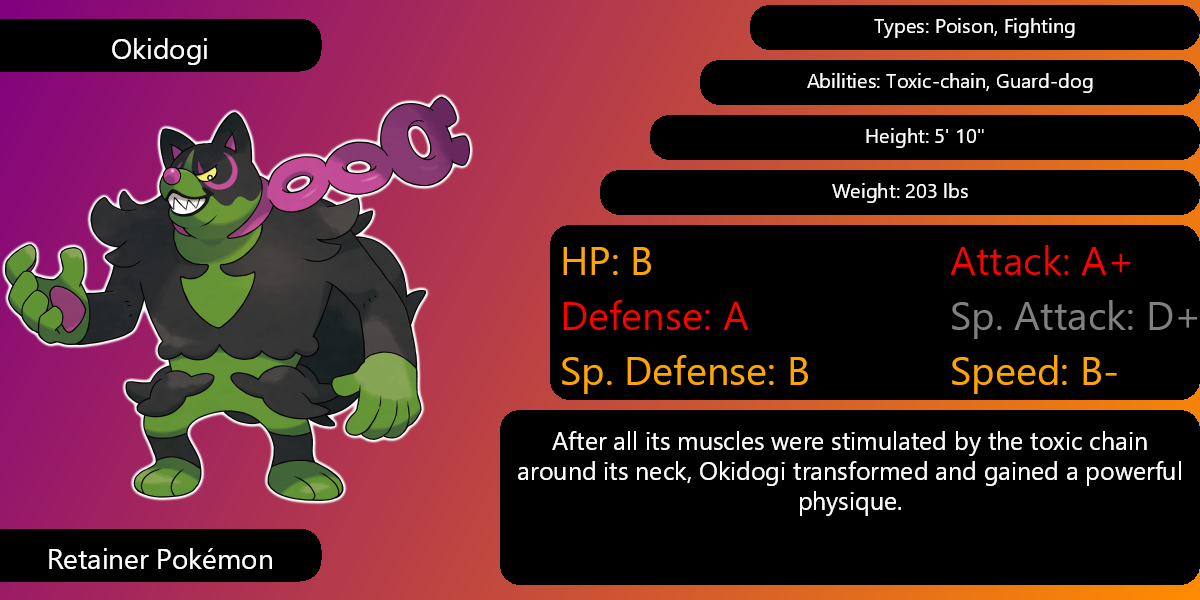 Okidogi
Types: Poison, Fighting
Abilities: Toxic-chain, Guard-dog
Height: 5' 10"
Weight: 203 lbs
HP: B
Attack: A+
Defense: A
Sp. Attack: D+
Sp. Defense: B
Speed: B-
After all its muscles were stimulated by the toxic chain
around its neck, Okidogi transformed and gained a powerful
physique.
Retainer Pokémon